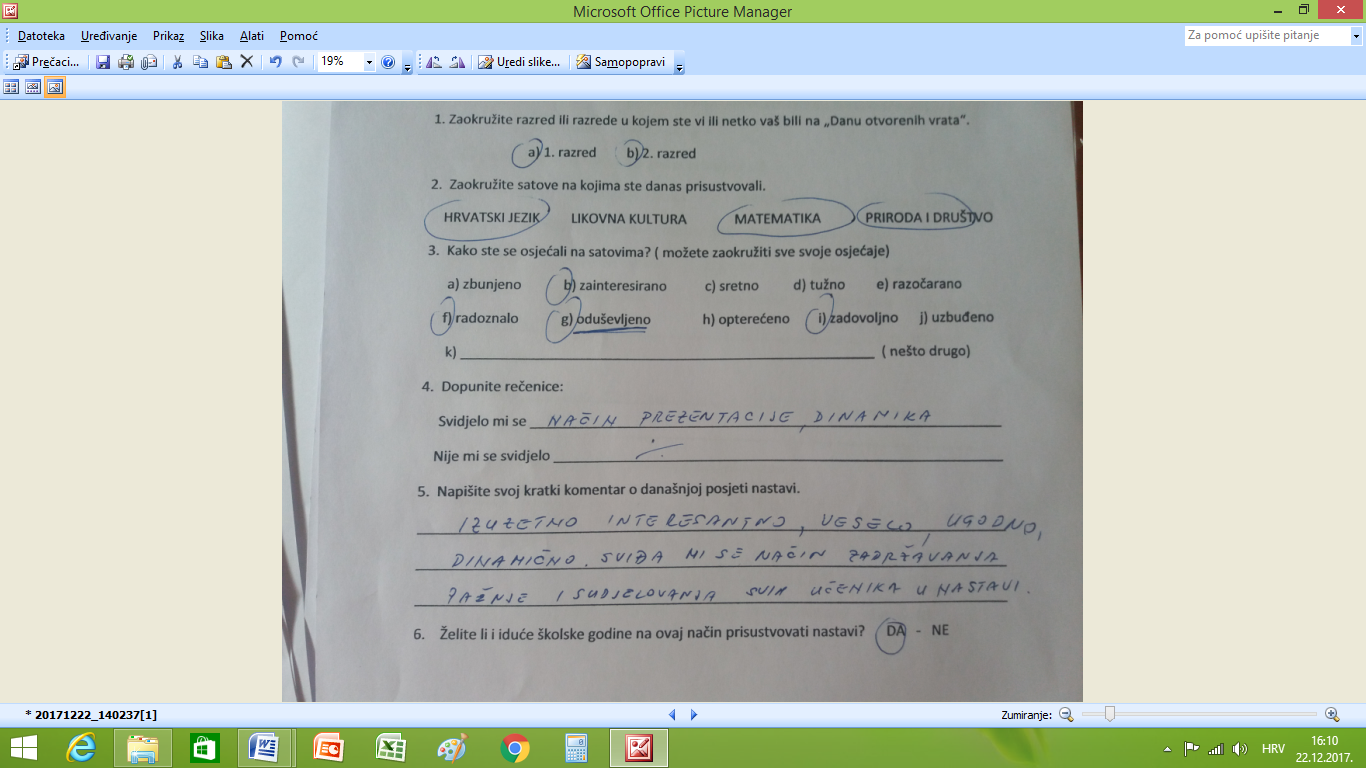 Microsoft Office Picture Manager
Datoteka Uređivanje Prikaz Slika Alati Pomoć
Za pomoć upišite pitanje
Prečaci... 19% Uredi slike... Samopopravi
1. Zaokružite razred ili razrede u kojem ste vi ili netko vaš bili na „Danu otvorenih vrata“.
a) 1. razred b) 2. razred
2. Zaokružite satove na kojima ste danas prisustvovali.
HRVATSKI JEZIK LIKOVNA KULTURA MATEMATIKA PRIRODA I DRUŠTVO
3. Kako ste se osjećali na satovima? ( možete zaokružiti sve svoje osjećaje)
a) zbunjeno b) zainteresirano c) sretno d) tužno e) razočarano
f) radoznalo g) oduševljeno h) opterećeno i) zadovoljno j) uzbuđeno
k) ( nešto drugo)
4. Dopunite rečenice:
Svidjelo mi se NAČIN PREZENTACIJE, DINAMIKA
Nije mi se svidjelo
5. Napišite svoj kratki komentar o današnjoj posjeti nastavi.
IZUZETNO INTERESANTNO, VESELO, UGODNO,
DINAMIČNO. SVIĐA MI SE NAČIN ZADRŽAVANJA
PAŽNJE I SUDJELOVANJA SVIH UČENIKA U NASTAVI.
6. Želite li i iduće školske godine na ovaj način prisustvovati nastavi? DA - NE
* 20171222_140237[1]
Zumiranje:
HRV
16:10
22.12.2017.